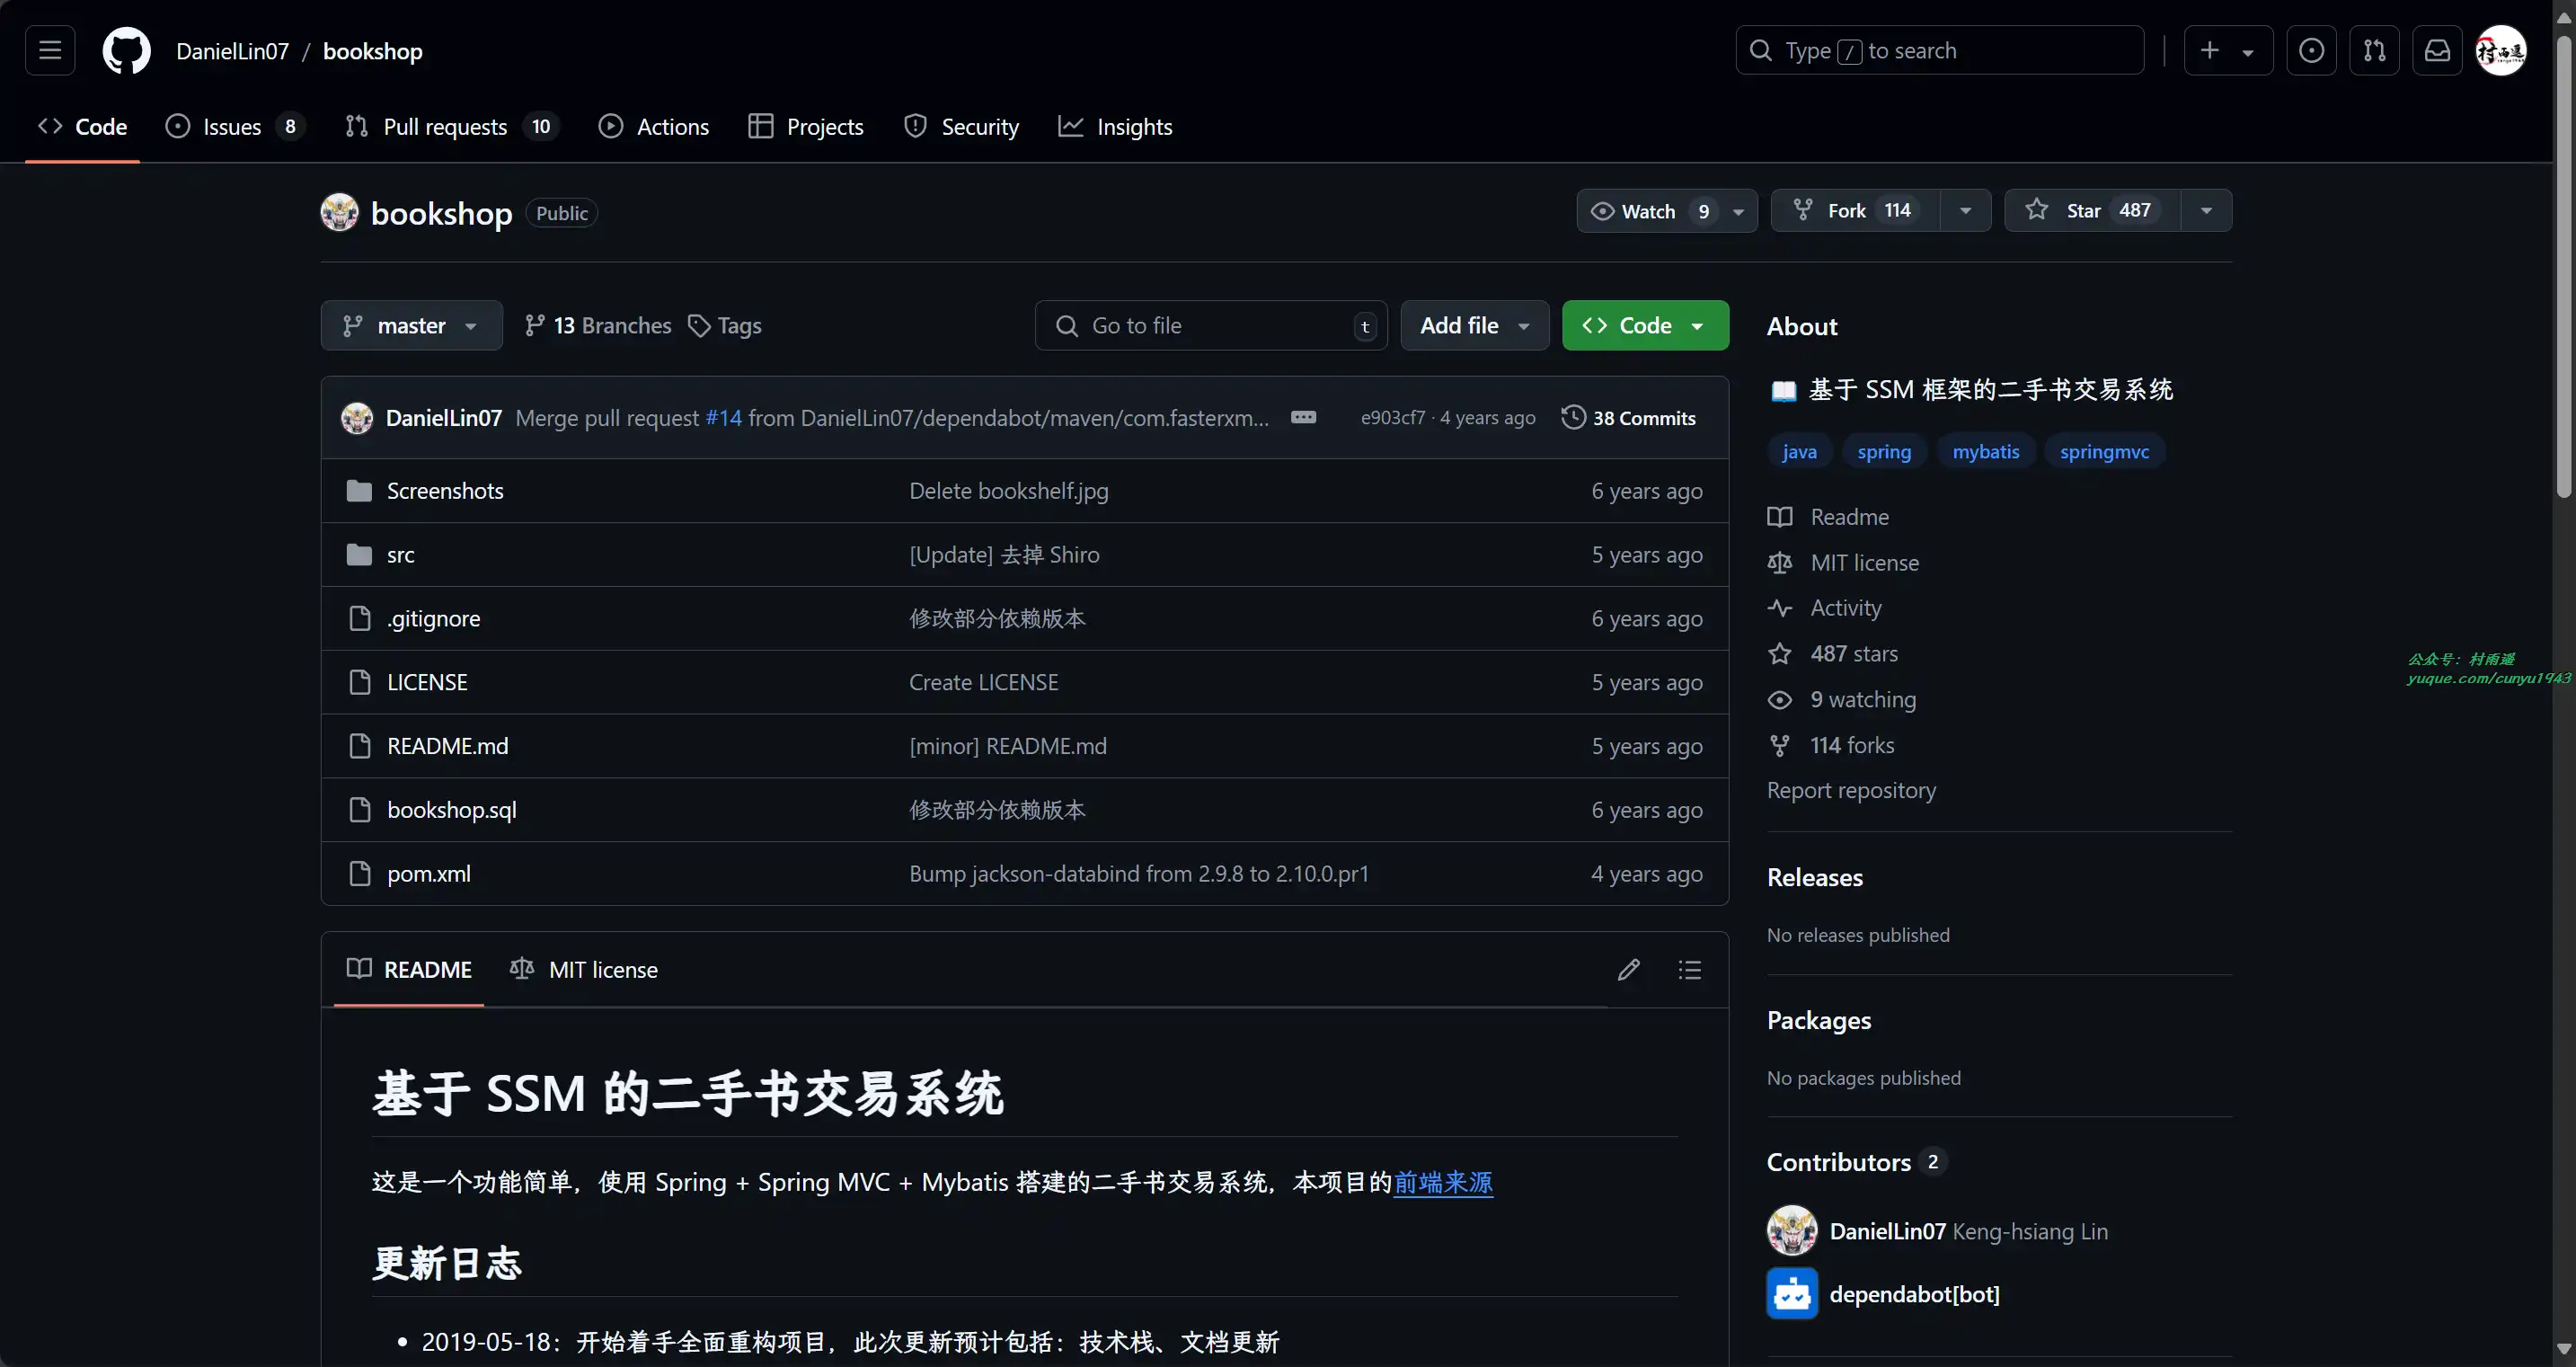 DanielLin07 / bookshop
Type / to search
Code
Issues 8
Pull requests 10
Actions
Projects
Security
Insights
bookshop Public
Watch 9
Fork 114
Star 487
master
13 Branches
Tags
Go to file t
Add file
Code
DanielLin07 Merge pull request #14 from DanielLin07/dependabot/maven/com.fasterxm... e903cf7 · 4 years ago 38 Commits
Screenshots Delete bookshelf.jpg 6 years ago
src [Update] 去掉 Shiro 5 years ago
.gitignore 修改部分依赖版本 6 years ago
LICENSE Create LICENSE 5 years ago
README.md [minor] README.md 5 years ago
bookshop.sql 修改部分依赖版本 6 years ago
pom.xml Bump jackson-databind from 2.9.8 to 2.10.0.pr1 4 years ago
README
MIT license
基于 SSM 的二手书交易系统
这是一个功能简单，使用 Spring + Spring MVC + Mybatis 搭建的二手书交易系统，本项目的前端来源
更新日志
2019-05-18：开始着手全面重构项目，此次更新预计包括：技术栈、文档更新
About
基于 SSM 框架的二手书交易系统
java spring mybatis springmvc
Readme
MIT license
Activity
487 stars
9 watching
114 forks
Report repository
Releases
No releases published
Packages
No packages published
Contributors 2
DanielLin07 Keng-hsiang Lin
dependabot[bot]
公众号：村雨遥
yuque.com/cunyu1943